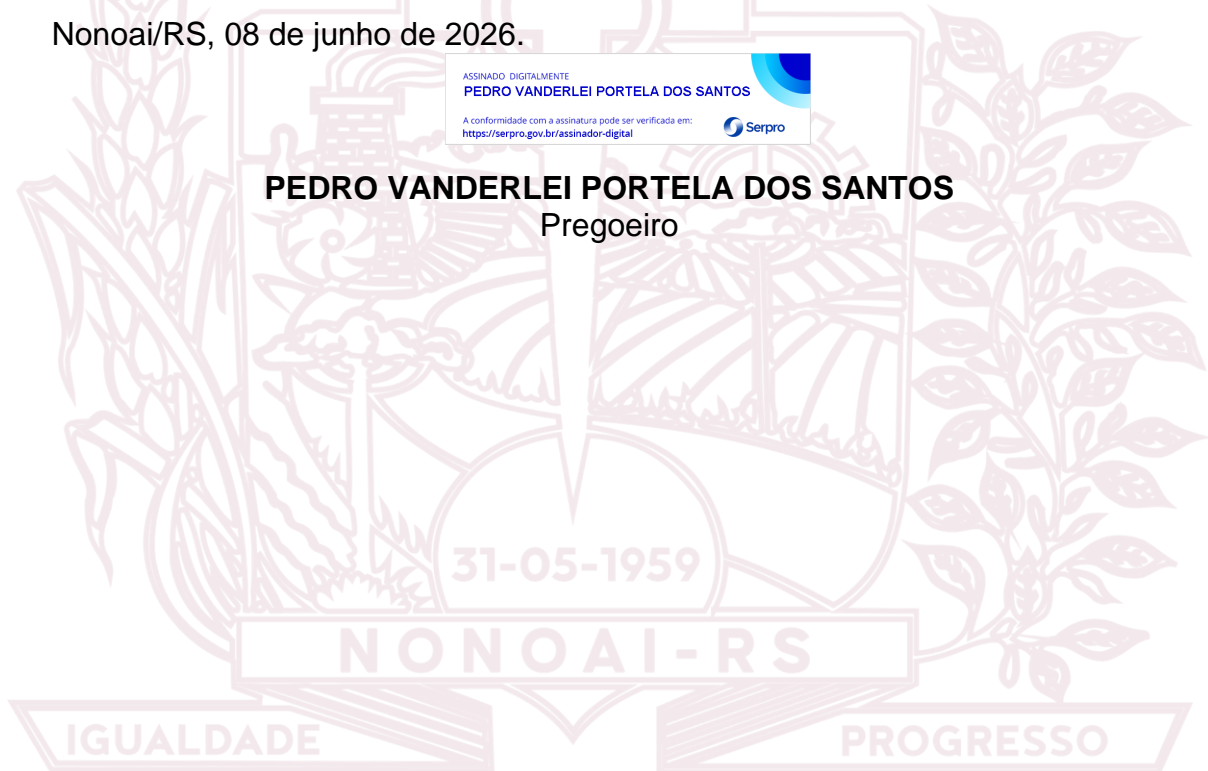 Nonoai/RS, 08 de junho de 2026.
ASSINADO DIGITALMENTE
PEDRO VANDERLEI PORTELA DOS SANTOS
A conformidade com a assinatura pode ser verificada em:
https://serpro.gov.br/assinador-digital
Serpro
PEDRO VANDERLEI PORTELA DOS SANTOS
Pregoeiro
31-05-1959
NONOAI-RS
IGUALDADE
PROGRESSO